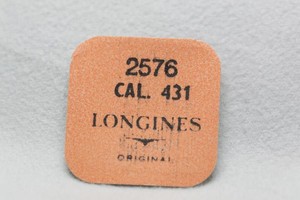 2576
CAL. 431
LONGINES
ORIGINAL